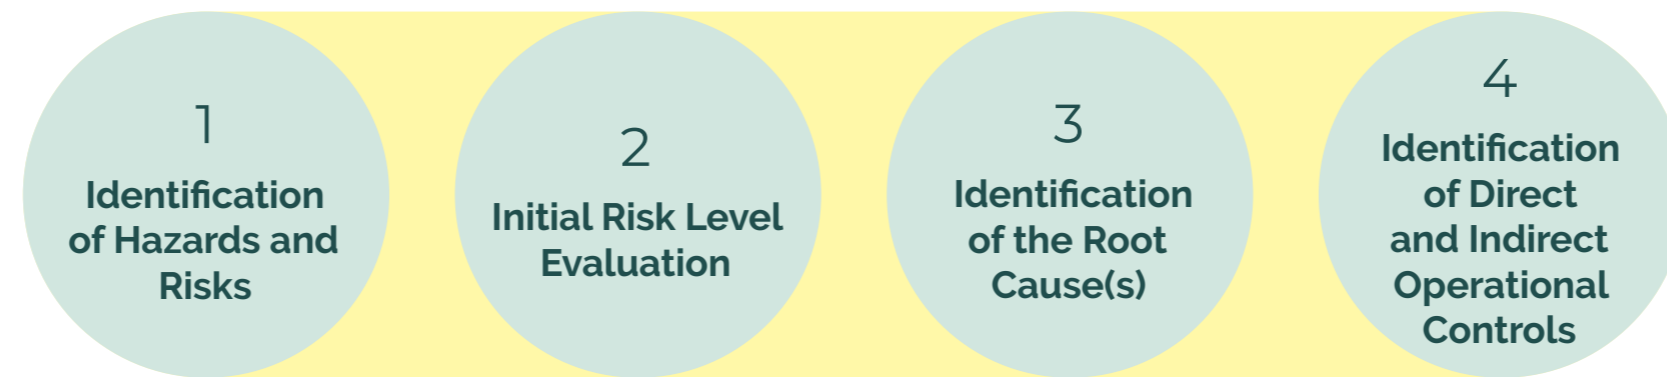 1
Identification
of Hazards and
Risks
2
Initial Risk Level
Evaluation
3
Identification
of the Root
Cause(s)
4
Identification
of Direct
and Indirect
Operational
Controls